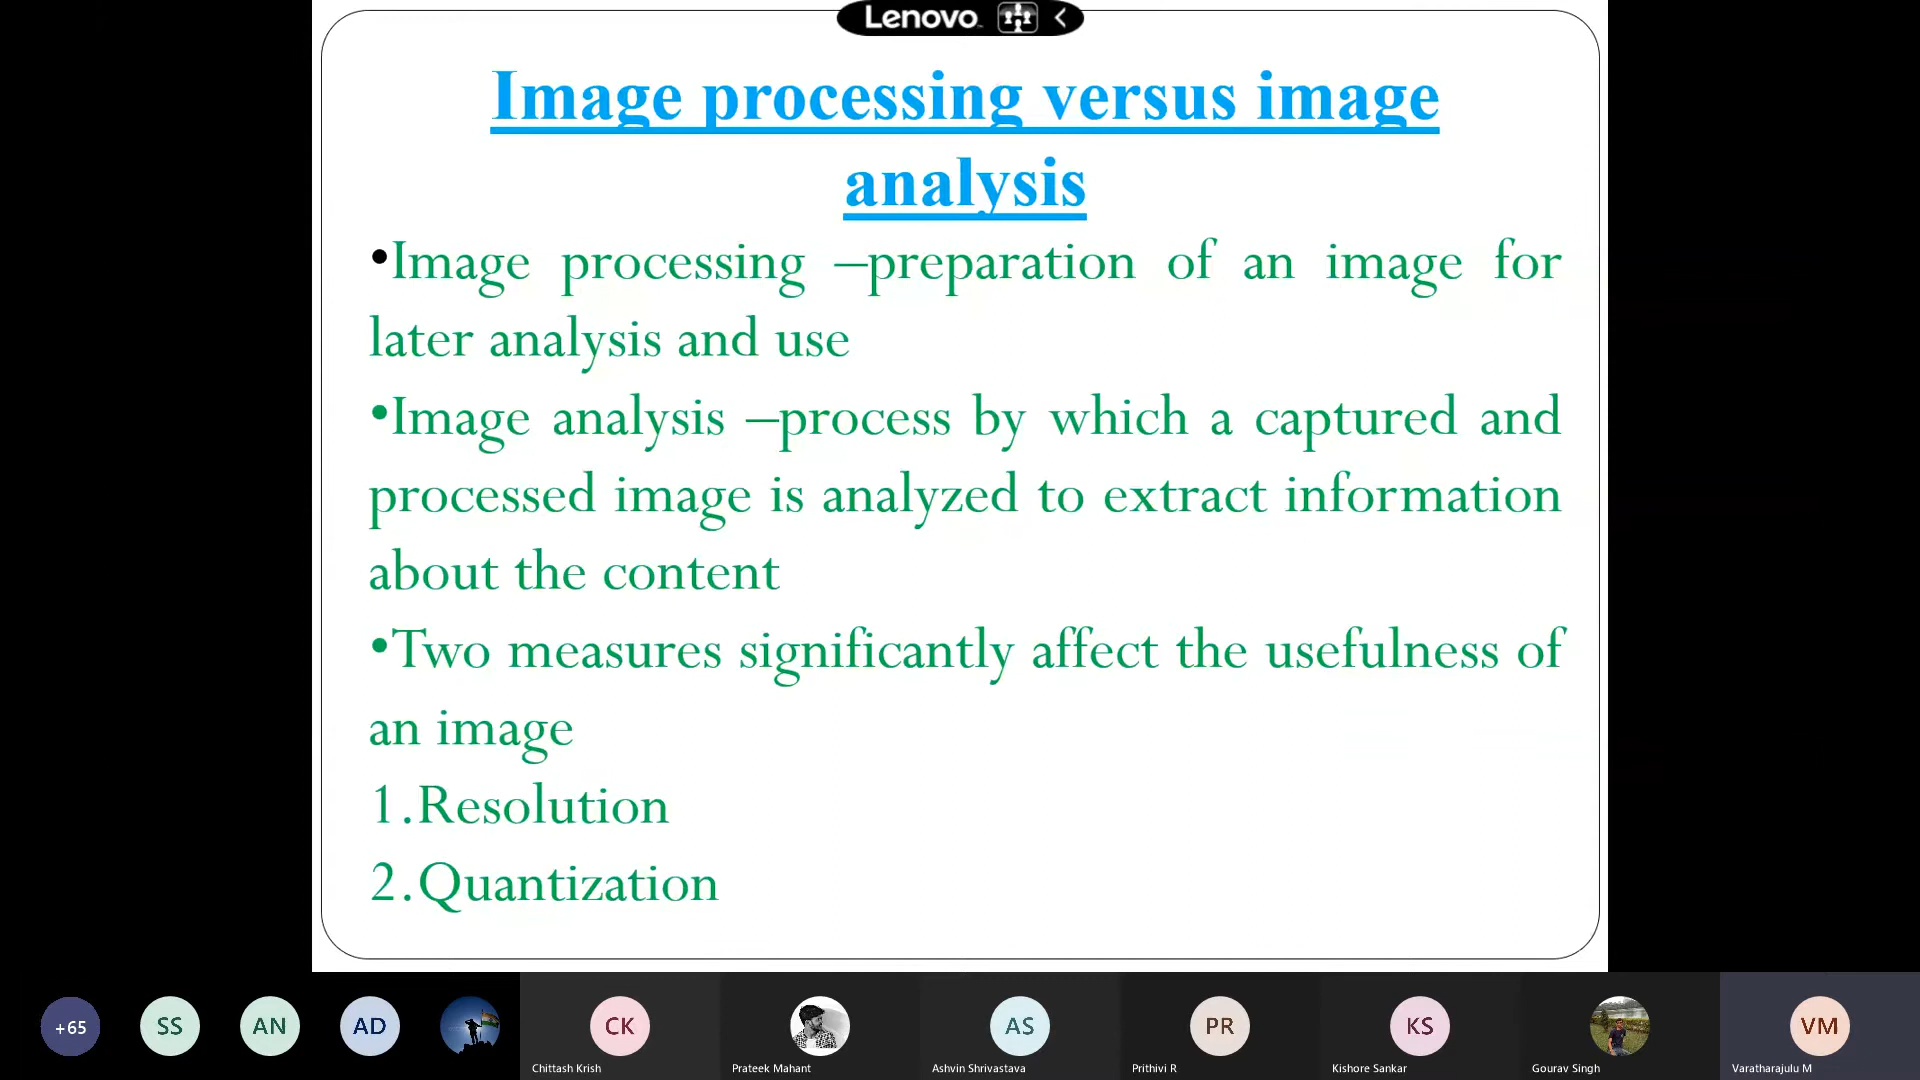 Lenovo
Image processing versus image
analysis
•Image processing –preparation of an image for
later analysis and use
•Image analysis –process by which a captured and
processed image is analyzed to extract information
about the content
•Two measures significantly affect the usefulness of
an image
1.Resolution
2.Quantization
+65 SS AN AD CK AS PR KS VM
Chittash Krish Prateek Mahant Ashvin Shrivastava Prithivi R Kishore Sankar Gourav Singh Varatharajulu M